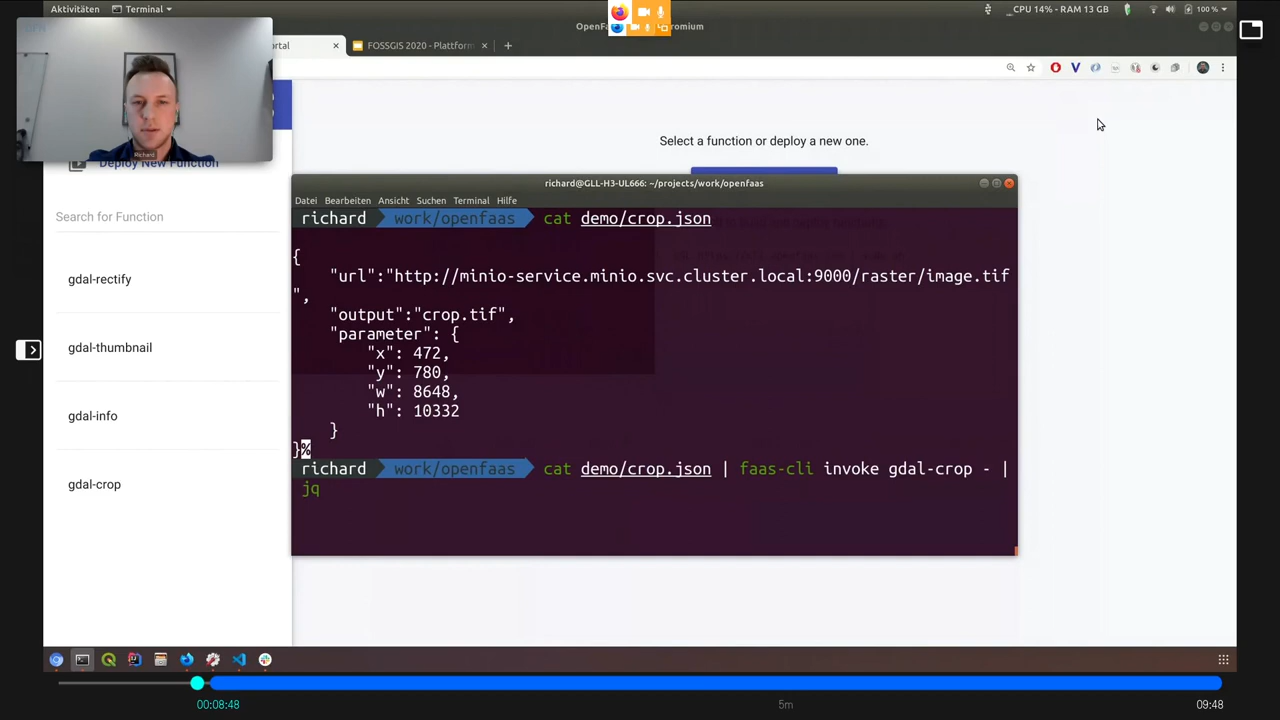 Aktivitäten
Terminal
CPU 14% - RAM 13 GB
100 %
FOSSGIS 2020 - Plattform
Select a function or deploy a new one.
Richard
Deploy New Function
richard@GLL-H3-UL666: ~/projects/work/openfaas
Datei Bearbeiten Ansicht Suchen Terminal Hilfe
Search for Function
gdal-rectify
gdal-thumbnail
gdal-info
gdal-crop
richard work/openfaas cat demo/crop.json
{
"url":"http://minio-service.minio.svc.cluster.local:9000/raster/image.tif
",
"output":"crop.tif",
"parameter": {
"x": 472,
"y": 780,
"w": 8648,
"h": 10332
}
}%
richard work/openfaas cat demo/crop.json | faas-cli invoke gdal-crop - |
jq
00:08:48
5m
09:48